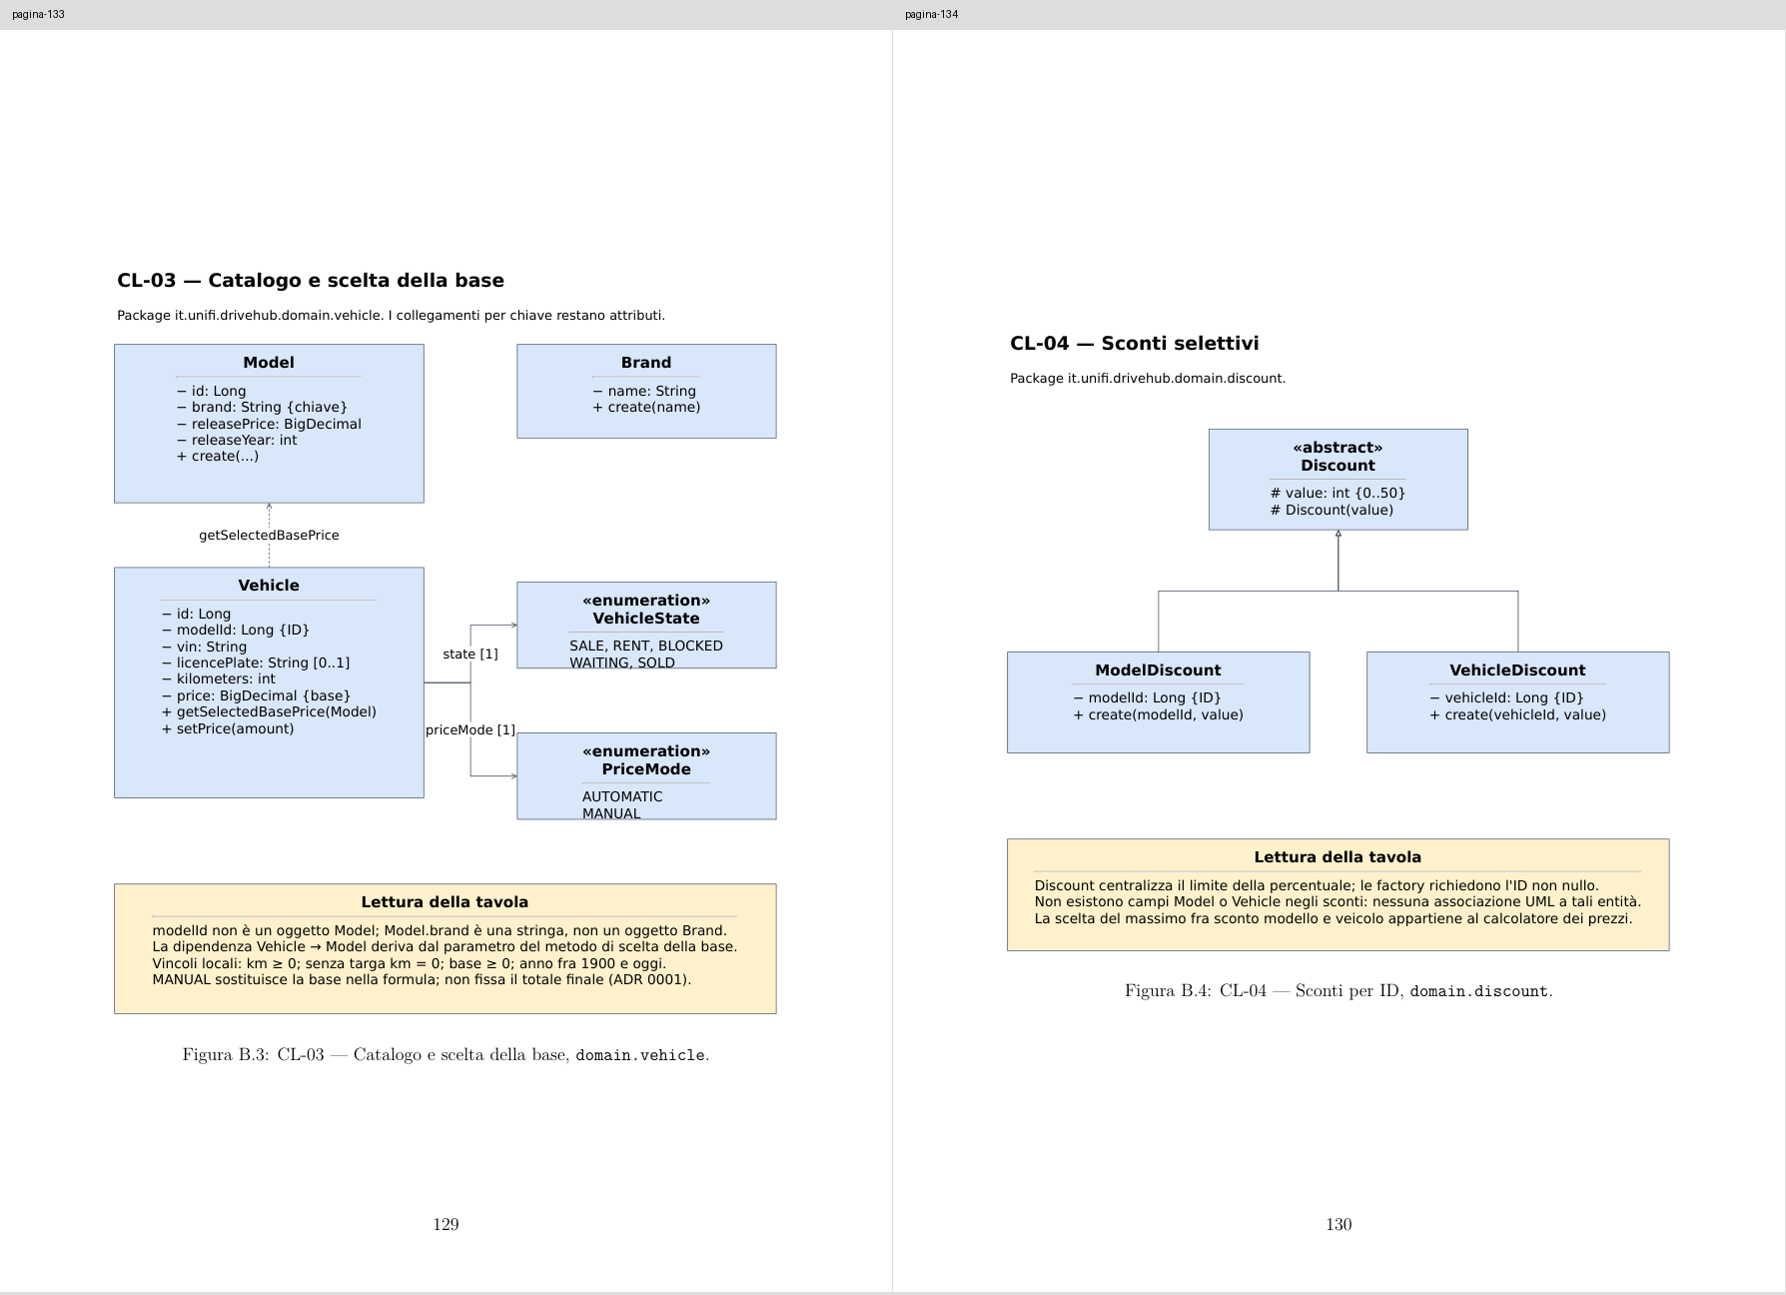 pagina-133
CL-03 — Catalogo e scelta della base
Package it.unifi.drivehub.domain.vehicle. I collegamenti per chiave restano attributi.
Model
− id: Long
− brand: String {chiave}
− releasePrice: BigDecimal
− releaseYear: int
+ create(...)
Brand
− name: String
+ create(name)
getSelectedBasePrice
Vehicle
− id: Long
− modelId: Long {ID}
− vin: String
− licencePlate: String [0..1]
− kilometers: int
− price: BigDecimal {base}
+ getSelectedBasePrice(Model)
+ setPrice(amount)
state [1]
priceMode [1]
«enumeration»
VehicleState
SALE, RENT, BLOCKED
WAITING, SOLD
«enumeration»
PriceMode
AUTOMATIC
MANUAL
Lettura della tavola
modelId non è un oggetto Model; Model.brand è una stringa, non un oggetto Brand.
La dipendenza Vehicle → Model deriva dal parametro del metodo di scelta della base.
Vincoli locali: km ≥ 0; senza targa km = 0; base ≥ 0; anno fra 1900 e oggi.
MANUAL sostituisce la base nella formula; non fissa il totale finale (ADR 0001).
Figura B.3: CL-03 — Catalogo e scelta della base, domain.vehicle.
129
pagina-134
CL-04 — Sconti selettivi
Package it.unifi.drivehub.domain.discount.
«abstract»
Discount
# value: int {0..50}
# Discount(value)
ModelDiscount
− modelId: Long {ID}
+ create(modelId, value)
VehicleDiscount
− vehicleId: Long {ID}
+ create(vehicleId, value)
Lettura della tavola
Discount centralizza il limite della percentuale; le factory richiedono l'ID non nullo.
Non esistono campi Model o Vehicle negli sconti: nessuna associazione UML a tali entità.
La scelta del massimo fra sconto modello e veicolo appartiene al calcolatore dei prezzi.
Figura B.4: CL-04 — Sconti per ID, domain.discount.
130